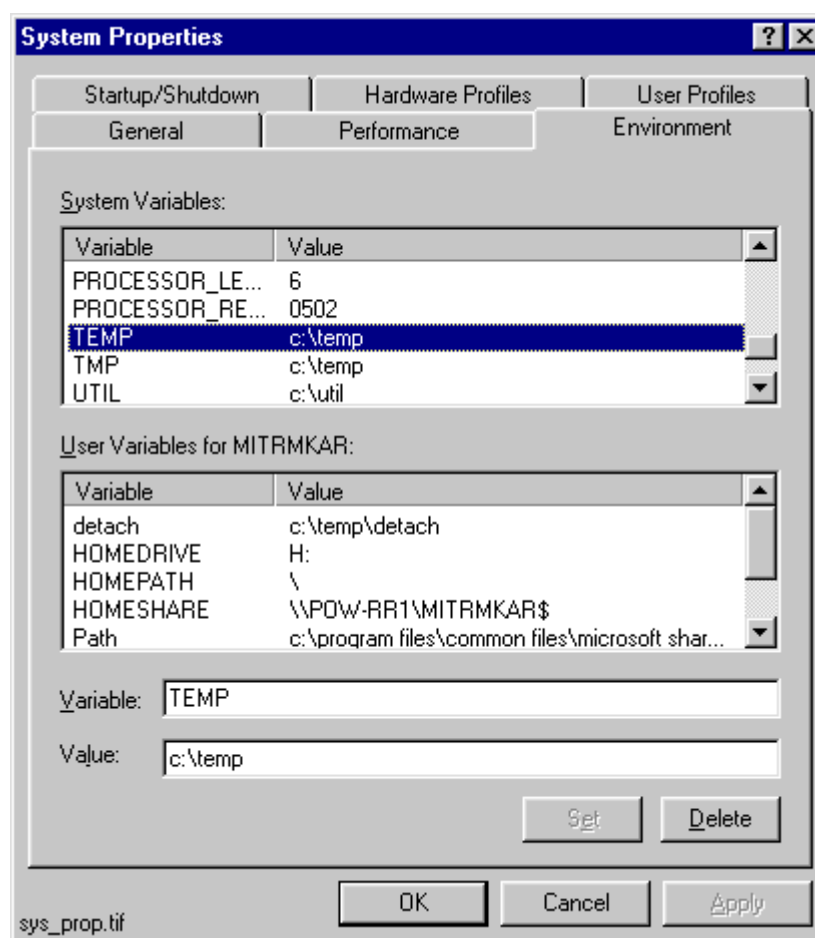 System Properties
Startup/Shutdown Hardware Profiles User Profiles
General Performance Environment
System Variables:
Variable Value
PROCESSOR_LE... 6
PROCESSOR_RE... 0502
TEMP c:\temp
TMP c:\temp
UTIL c:\util
User Variables for MITRMKAR:
Variable Value
detach c:\temp\detach
HOMEDRIVE H:
HOMEPATH \
HOMESHARE \\POW-RR1\MITRMKAR$
Path c:\program files\common files\microsoft shar...
Variable: TEMP
Value: c:\temp
Set Delete
OK Cancel Apply
sys_prop.tif